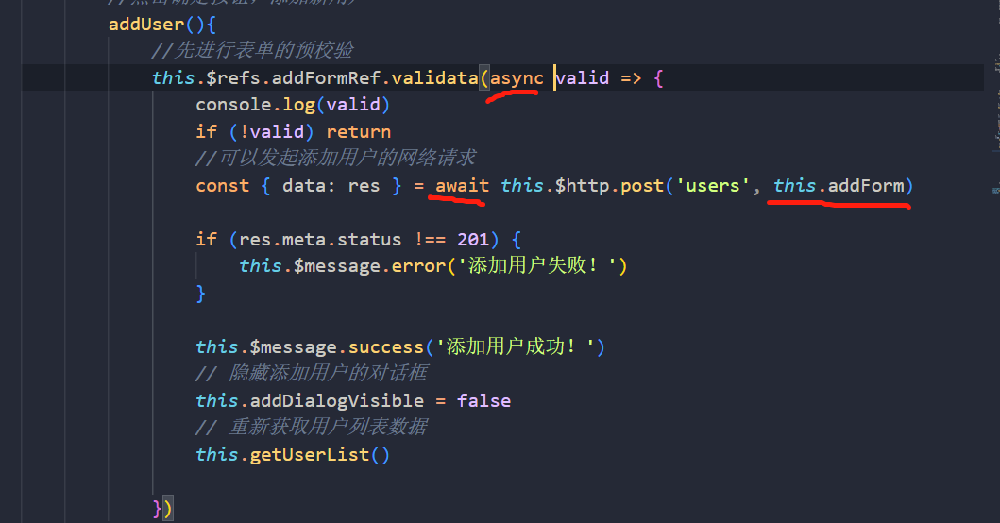 addUser(){
//先进行表单的预校验
this.$refs.addFormRef.validata(async valid => {
console.log(valid)
if (!valid) return
//可以发起添加用户的网络请求
const { data: res } = await this.$http.post('users', this.addForm)
if (res.meta.status !== 201) {
this.$message.error('添加用户失败！')
}
this.$message.success('添加用户成功！')
// 隐藏添加用户的对话框
this.addDialogVisible = false
// 重新获取用户列表数据
this.getUserList()
})